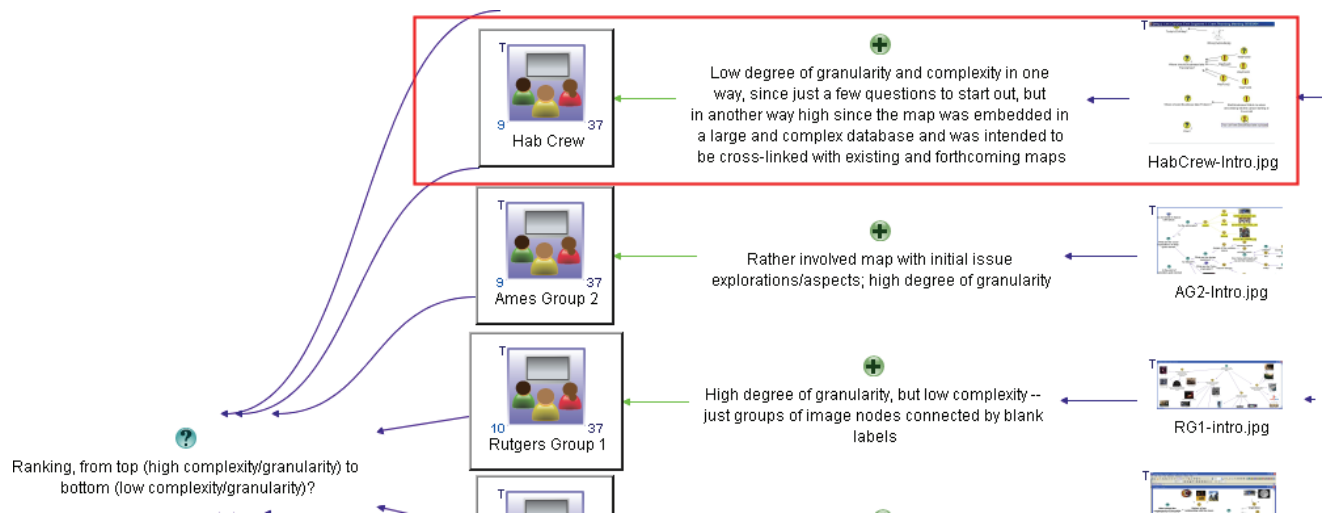 T
9 37
Hab Crew
Low degree of granularity and complexity in one
way, since just a few questions to start out, but
in another way high since the map was embedded in
a large and complex database and was intended to
be cross-linked with existing and forthcoming maps
T
HabCrew-Intro.jpg
T
9 37
Ames Group 2
Rather involved map with initial issue
explorations/aspects; high degree of granularity
T
AG2-Intro.jpg
T
10 37
Rutgers Group 1
High degree of granularity, but low complexity --
just groups of image nodes connected by blank
labels
T
RG1-intro.jpg
?
Ranking, from top (high complexity/granularity) to
bottom (low complexity/granularity)?
T
T